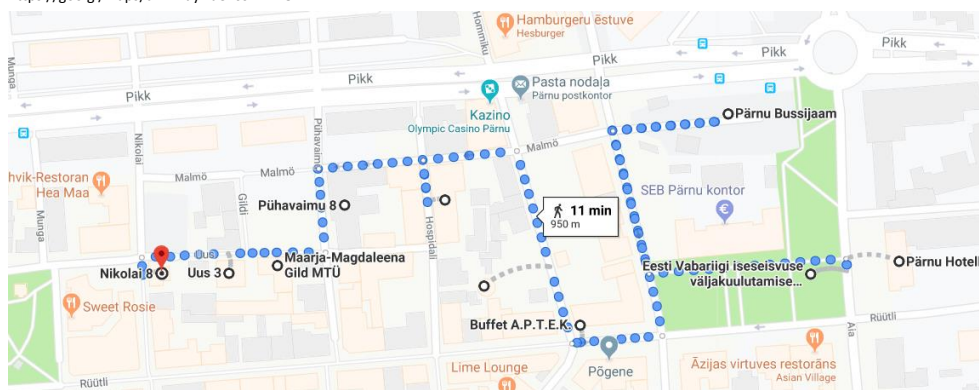 Hamburgeru ēstuve
Hesburger
Hommiku
Munga
Pikk
Pikk
Pikk
Pikk
Pasta nodaļa
Pärnu postkontor
Kazino
Olympic Casino Pärnu
Pärnu Bussijaam
Nikolai
Pühavaimu
Malmö
Malmö
Malmö
hvik-Restoran
Hea Maa
SEB Pärnu kontor
Gildi
Pühavaimu 8
11 min
950 m
Munga
Hospidali
Uus
Maarja-Magdaleena
Gild MTÜ
Nikolai 8
Uus 3
Eesti Vabariigi iseseisvuse
väljakuulutamise...
Pärnu Hotell
Sweet Rosie
Buffet A.P.T.E.K.
Aia
Rüütli
Põgene
Lime Lounge
Āzijas virtuves restorāns
Asian Village
Rüütli